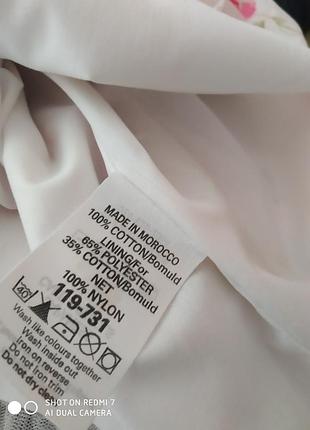 MADE IN MOROCCO
100% COTTON/Bomuld
LINING/For
65% POLYESTER
35% COTTON/Bomuld
NET
100% NYLON
119-731
40
Wash like colours together
Wash inside out
Iron on reverse
Do not iron trim
Do not dry clean
SHOT ON REDMI 7
AI DUAL CAMERA